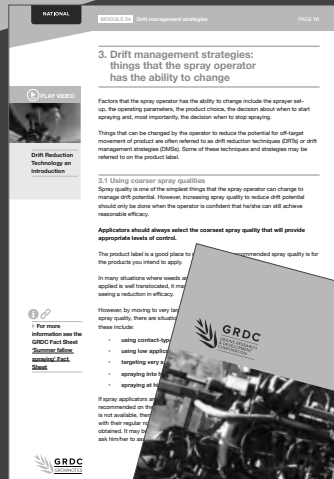 NATIONAL
MODULE 04 Drift management strategies
PAGE 10
3. Drift management strategies:
things that the spray operator
has the ability to change
PLAY VIDEO
Drift Reduction
Technology an
introduction
Factors that the spray operator has the ability to change include the sprayer set-
up, the operating parameters, the product choice, the decision about when to start
spraying and, most importantly, the decision when to stop spraying.
Things that can be changed by the operator to reduce the potential for off-target
movement of product are often referred to as drift reduction techniques (DRTs) or drift
management strategies (DMSs). Some of these techniques and strategies may be
referred to on the product label.
3.1 Using coarser spray qualities
Spray quality is one of the simplest things that the spray operator can change to
manage drift potential. However, increasing spray quality to reduce drift potential
should only be done when the operator is confident that he/she can still achieve
reasonable efficacy.
Applicators should always select the coarsest spray quality that will provide
appropriate levels of control.
The product label is a good place to
recommended spray quality is for
the products you intend to apply.
In many situations where weeds
applied is well translocated, it ma
seeing a reduction in efficacy.
However, by moving to very lar
spray quality, there are situatio
these include:
• using contact-typ
• using low applic
• targeting very s
• spraying into h
• spraying at hi
If spray applicators ar
recommended on the
is not available, then
with their regular no
obtained. It may b
ask him/her to as
For more
information see the
GRDC Fact Sheet
'Summer fallow
spraying' Fact
Sheet
GRDC
GRAINS RESEARCH
& DEVELOPMENT
CORPORATION
GRDC
GROWNOTES